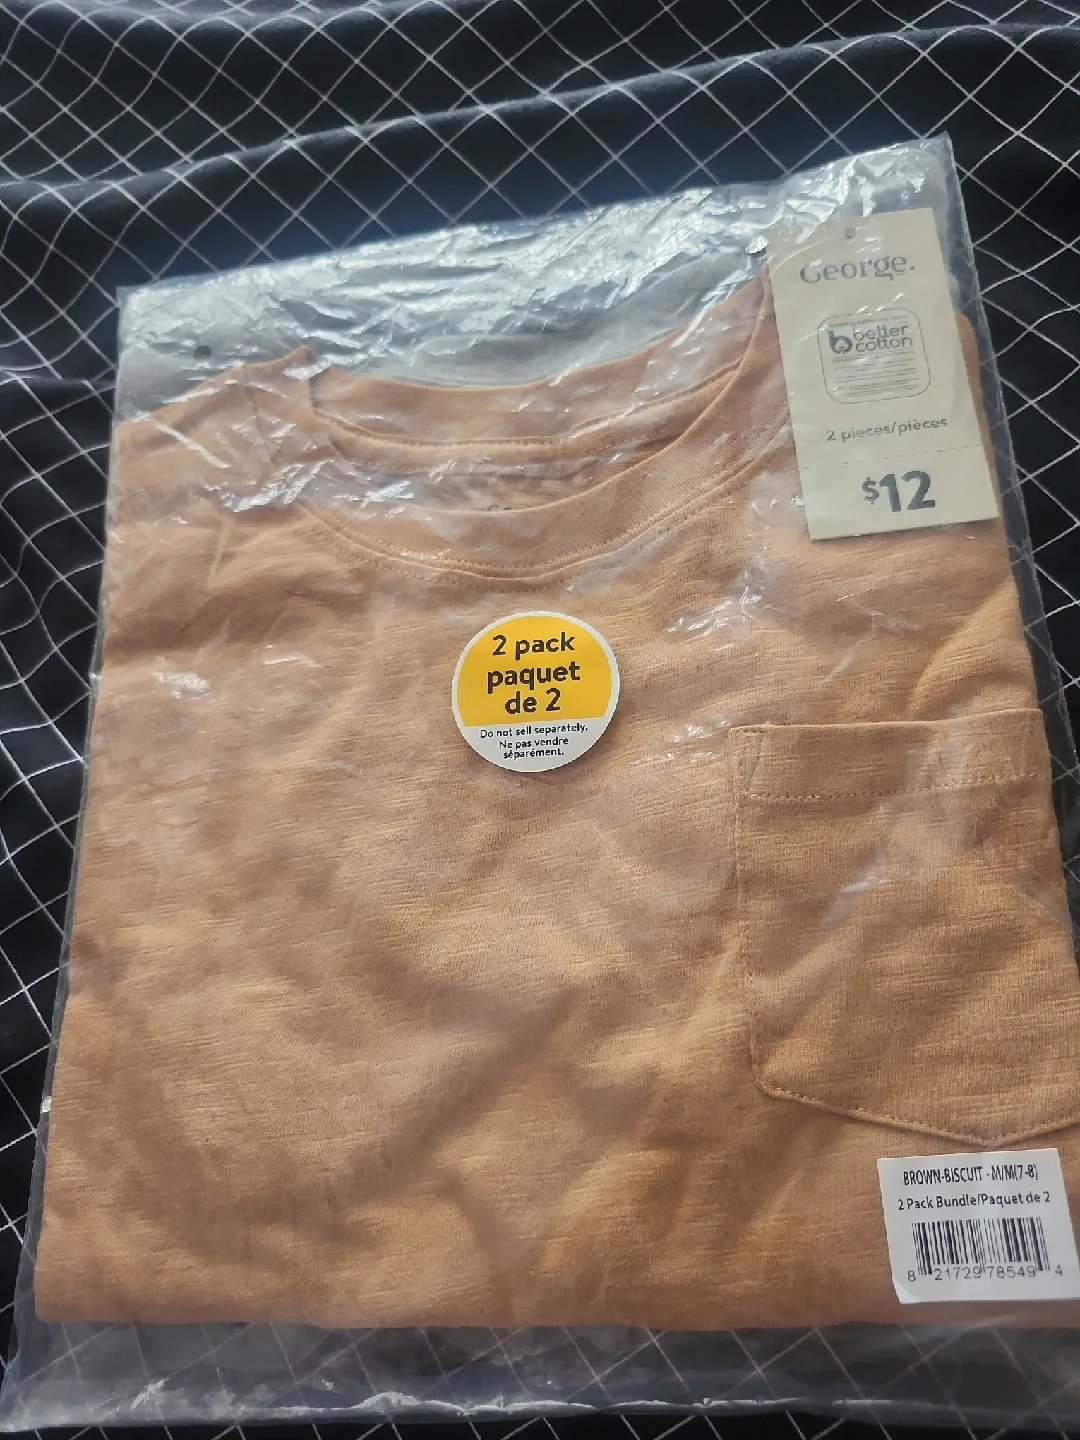 George.
better
cotton
2 pieces/pièces
$12
2 pack
paquet
de 2
Do not sell separately.
Ne pas vendre
séparément.
BROWN-BISCUIT - M/M(7-8)
2 Pack Bundle/Paquet de 2
8 21729 78549 4